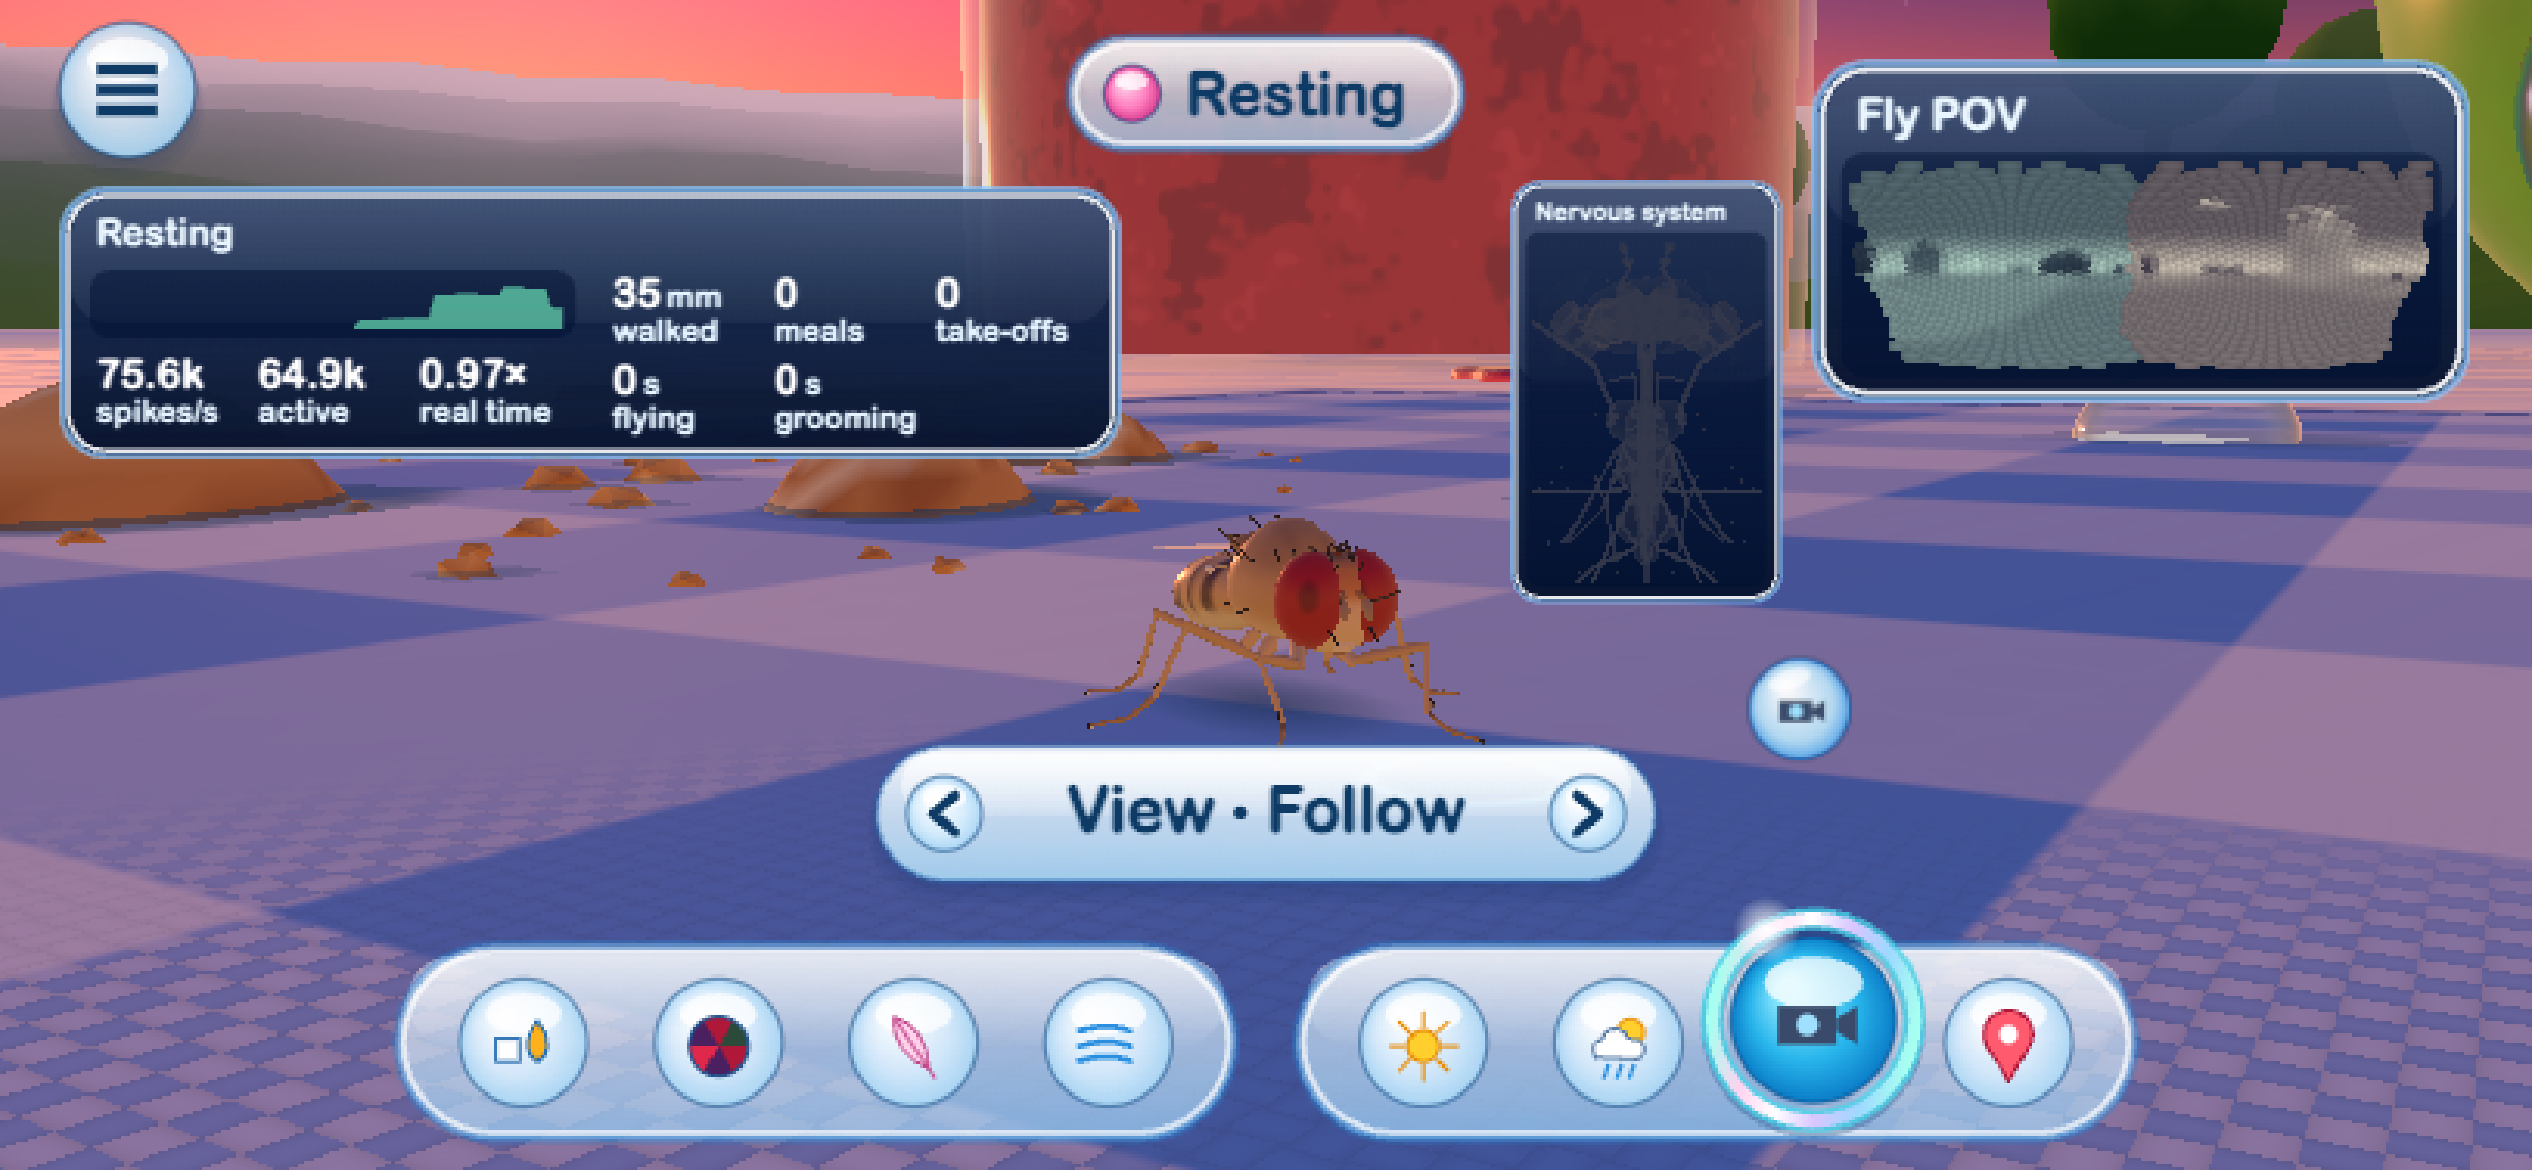 Resting
Fly POV
Nervous system
Resting
35 mm walked
0 meals
0 take-offs
75.6k spikes/s
64.9k active
0.97× real time
0 s flying
0 s grooming
View · Follow